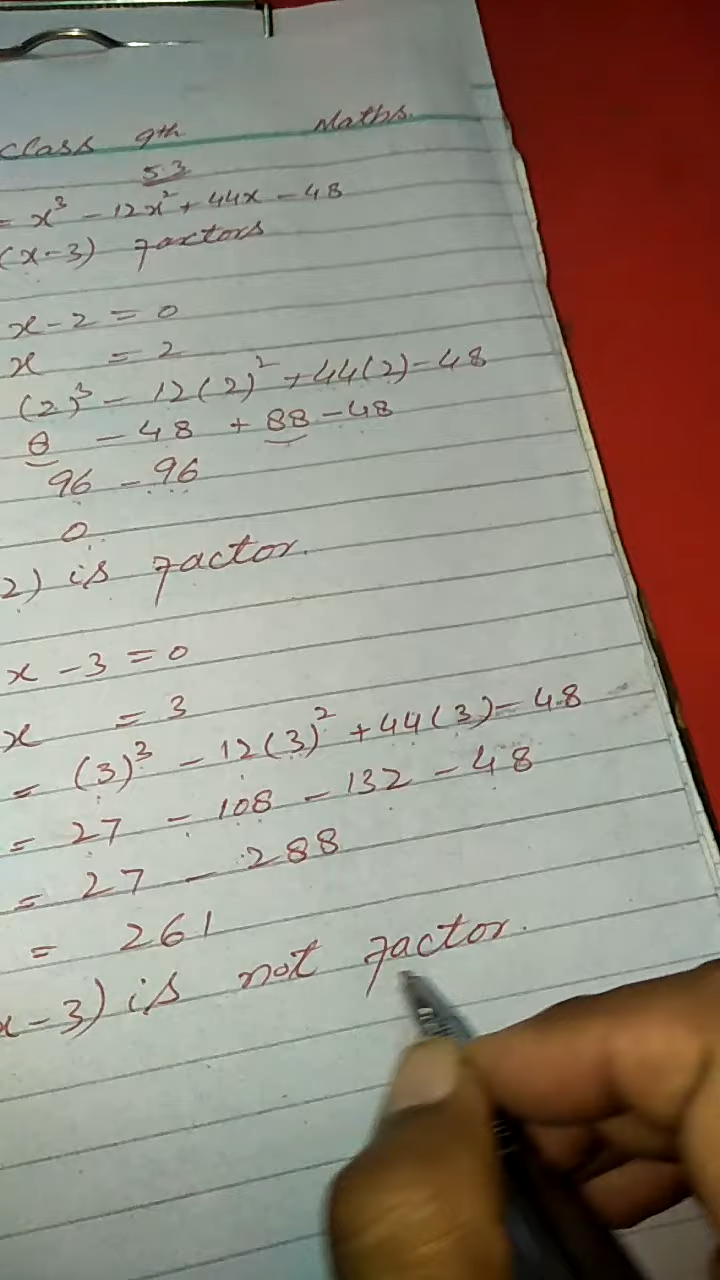 class 9th Maths.
5.3
= x³ - 12x² + 44x - 48
(x-3) factors
x - 2 = 0
x = 2
(2)³ - 12(2)² + 44(2) - 48
8 - 48 + 88 - 48
96 - 96
0
2) is factor.
x - 3 = 0
x = 3
= (3)³ - 12(3)² + 44(3) - 48
= 27 - 108 - 132 - 48
= 27 - 288
= 261
x-3) is not factor.